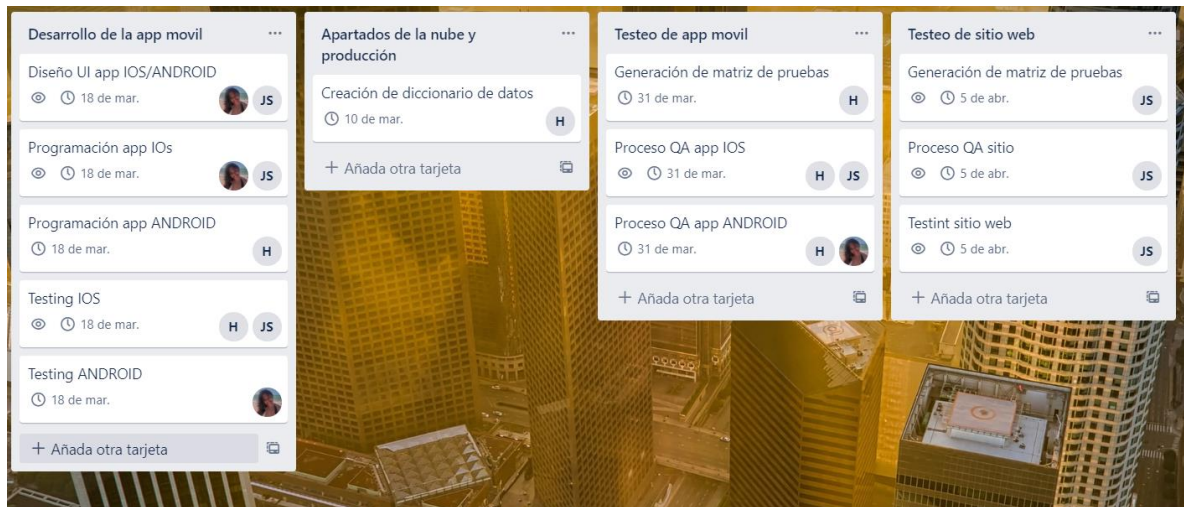 Desarrollo de la app movil
Diseño UI app IOS/ANDROID
18 de mar.
JS
Programación app IOs
18 de mar.
JS
Programación app ANDROID
18 de mar.
H
Testing IOS
18 de mar.
H JS
Testing ANDROID
18 de mar.
+ Añada otra tarjeta
Apartados de la nube y
producción
Creación de diccionario de datos
10 de mar.
H
+ Añada otra tarjeta
Testeo de app movil
Generación de matriz de pruebas
31 de mar.
H
Proceso QA app IOS
31 de mar.
H JS
Proceso QA app ANDROID
31 de mar.
H
+ Añada otra tarjeta
Testeo de sitio web
Generación de matriz de pruebas
5 de abr.
JS
Proceso QA sitio
5 de abr.
JS
Testint sitio web
5 de abr.
JS
+ Añada otra tarjeta